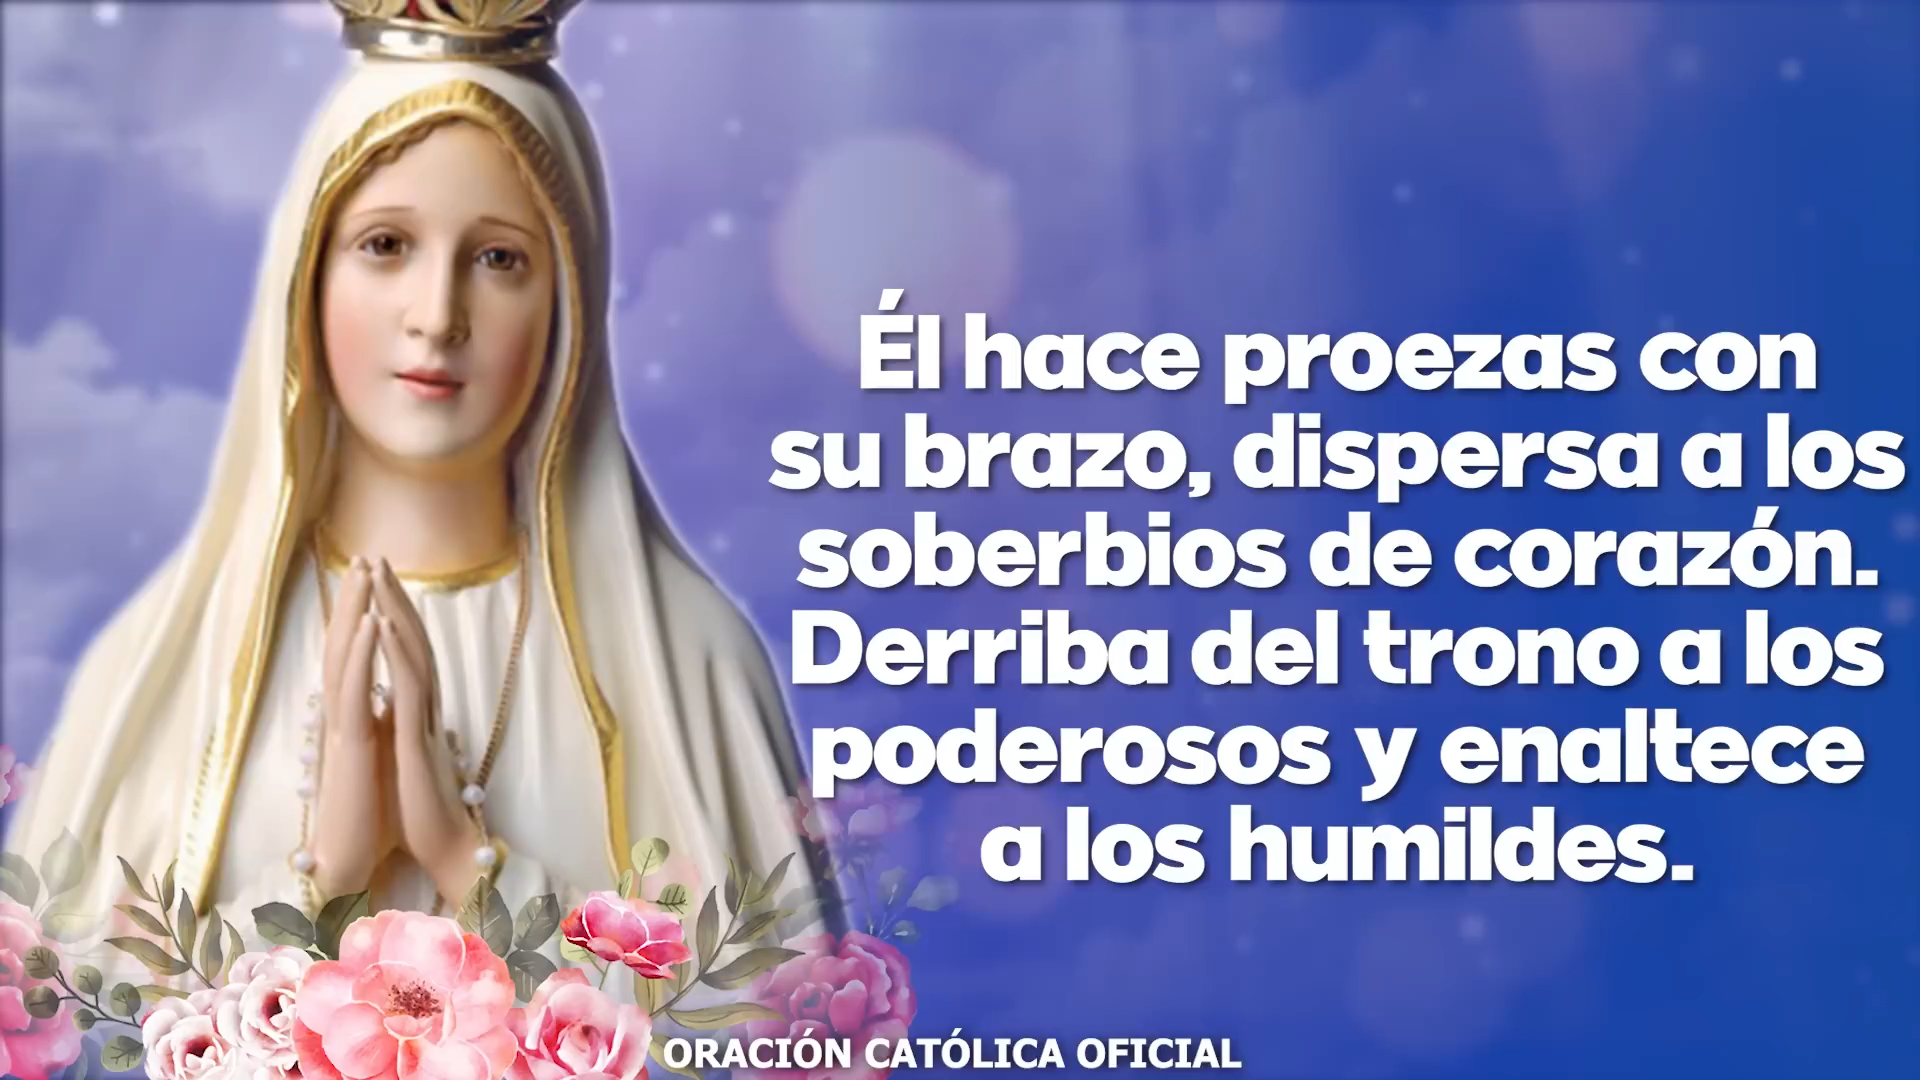 Él hace proezas con
su brazo, dispersa a los
soberbios de corazón.
Derriba del trono a los
poderosos y enaltece
a los humildes.
ORACIÓN CATÓLICA OFICIAL